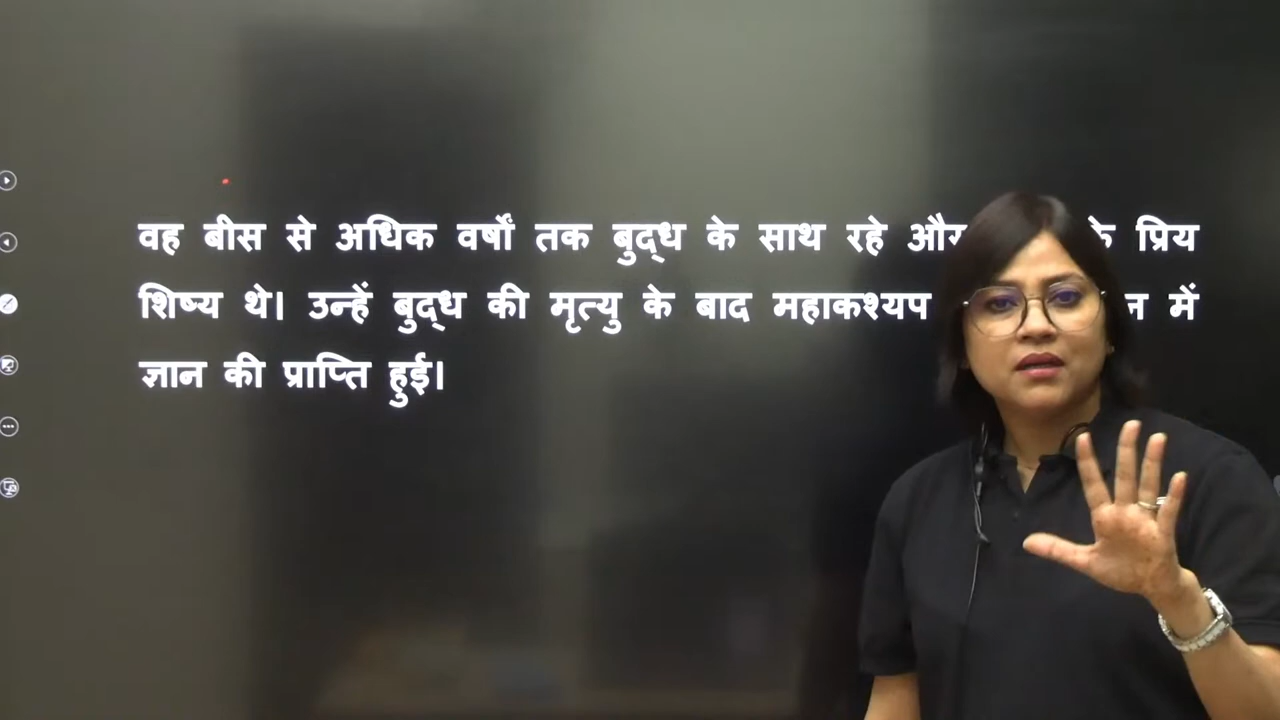 वह बीस से अधिक वर्षों तक बुद्ध के साथ रहे और के प्रिय
शिष्य थे। उन्हें बुद्ध की मृत्यु के बाद महाकश्यप में
ज्ञान की प्राप्ति हुई।